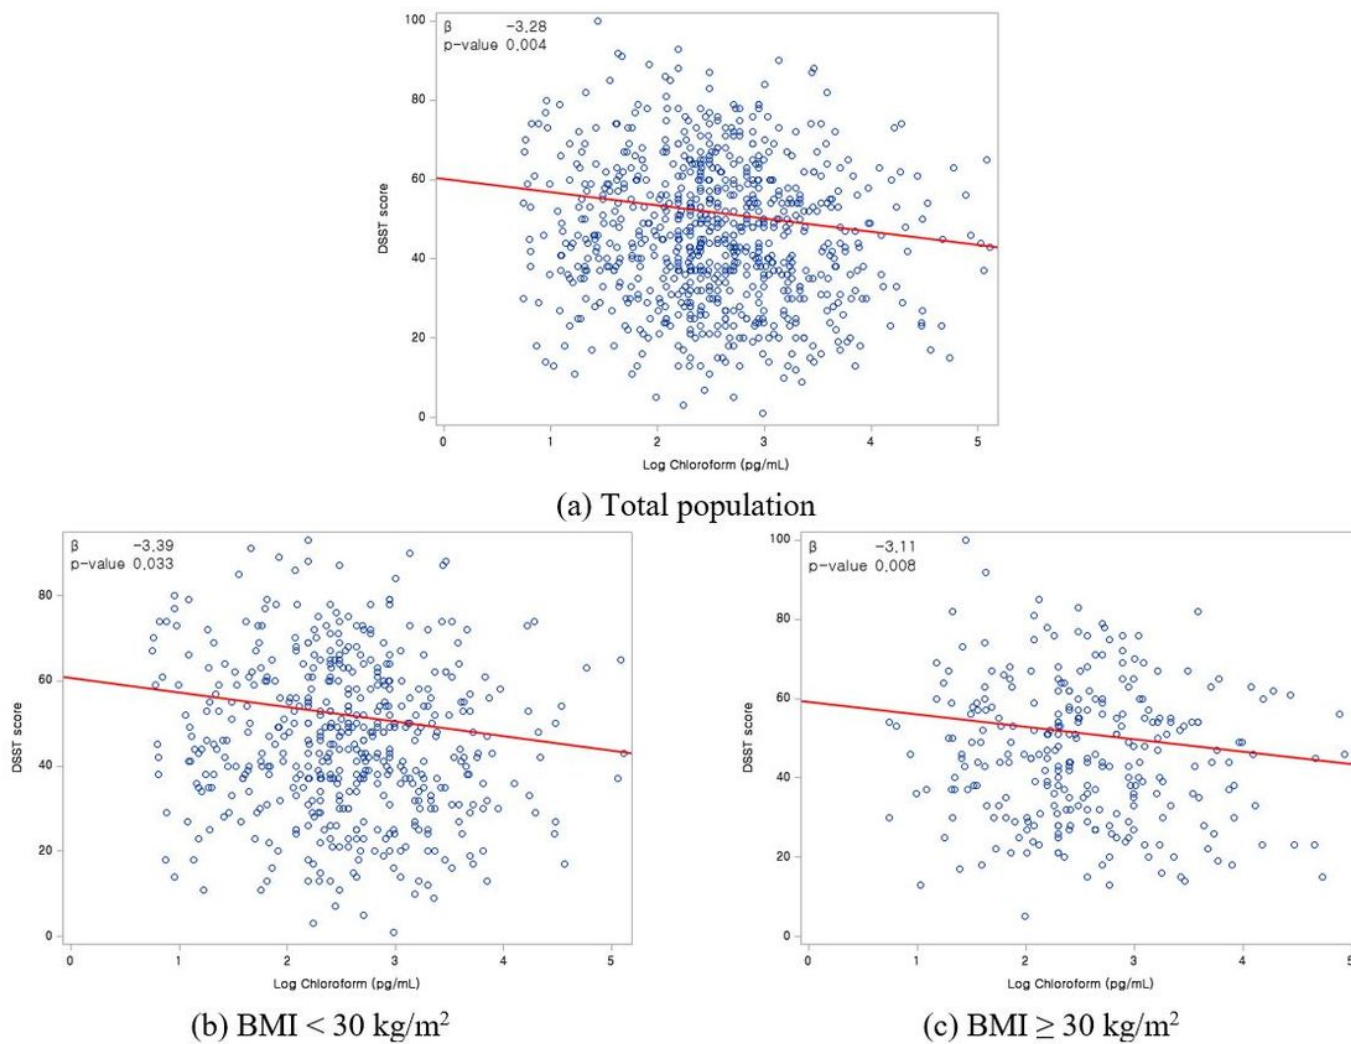 β -3.28
p-value 0.004
100
80
60
40
20
0
DSST score
0 1 2 3 4 5
Log Chloroform (pg/mL)
(a) Total population
β -3.39
p-value 0.033
80
60
40
20
0
DSST score
0 1 2 3 4 5
Log Chloroform (pg/mL)
(b) BMI < 30 kg/m²
β -3.11
p-value 0.008
100
80
60
40
20
0
DSST score
0 1 2 3 4 5
Log Chloroform (pg/mL)
(c) BMI ≥ 30 kg/m²